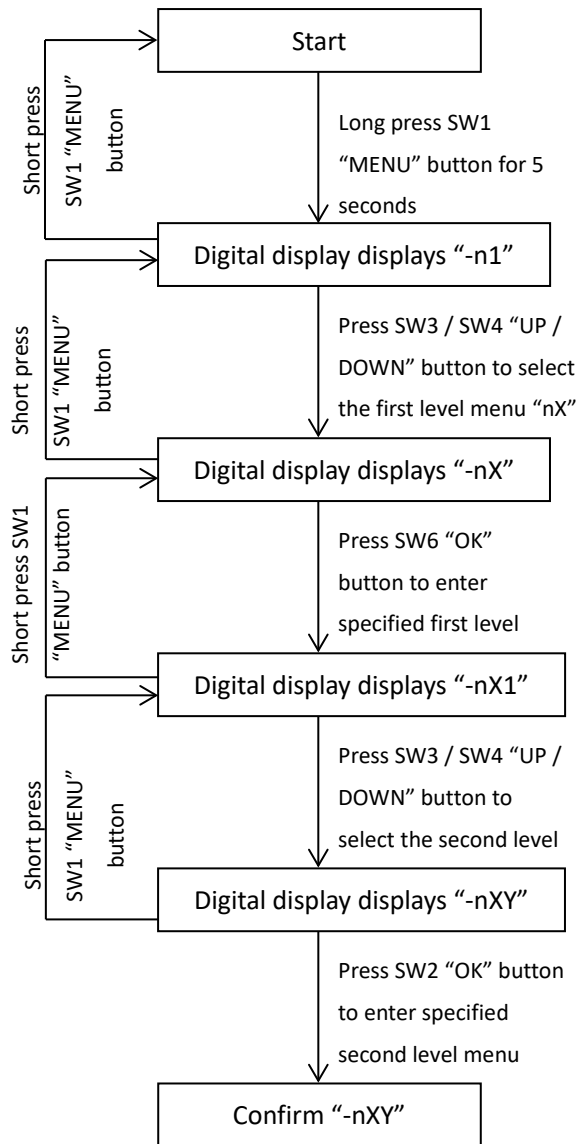 Start
Short press
SW1 “MENU”
button
Long press SW1
“MENU” button for 5
seconds
Digital display displays “-n1”
Short press
SW1 “MENU”
button
Press SW3 / SW4 “UP /
DOWN” button to select
the first level menu “nX”
Digital display displays “-nX”
Short press SW1
“MENU” button
Press SW6 “OK”
button to enter
specified first level
Digital display displays “-nX1”
Short press
SW1 “MENU”
button
Press SW3 / SW4 “UP /
DOWN” button to
select the second level
Digital display displays “-nXY”
Press SW2 “OK” button
to enter specified
second level menu
Confirm “-nXY”